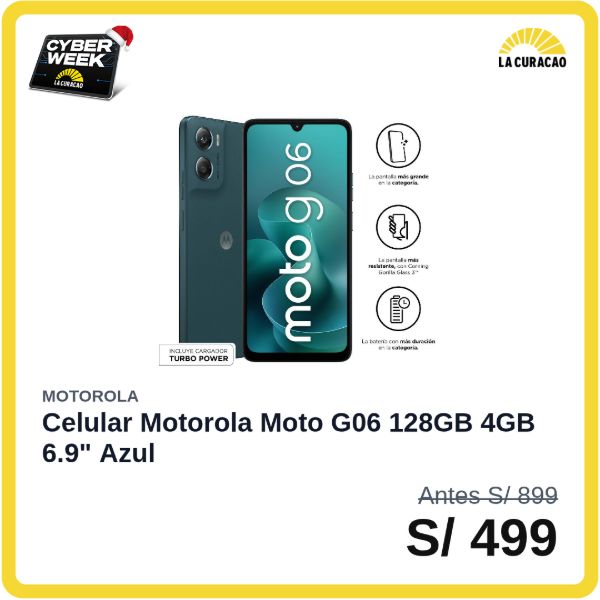 CYBER
WEEK
LA CURACAO
LA CURACAO
moto g06
La pantalla más grande
en la categoría.
La pantalla más
resistente, con Corning
Gorilla Glass 3™
La batería con más duración
en la categoría.
INCLUYE CARGADOR
TURBO POWER
MOTOROLA
Celular Motorola Moto G06 128GB 4GB
6.9" Azul
Antes S/ 899
S/ 499